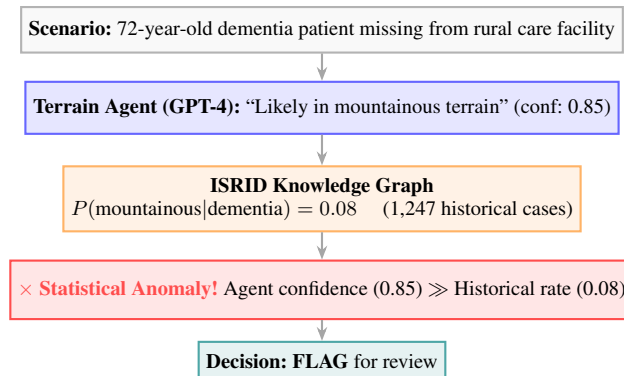 Scenario: 72-year-old dementia patient missing from rural care facility
Terrain Agent (GPT-4): “Likely in mountainous terrain” (conf: 0.85)
ISRID Knowledge Graph
P(mountainous|dementia) = 0.08 (1,247 historical cases)
× Statistical Anomaly! Agent confidence (0.85) ≫ Historical rate (0.08)
Decision: FLAG for review